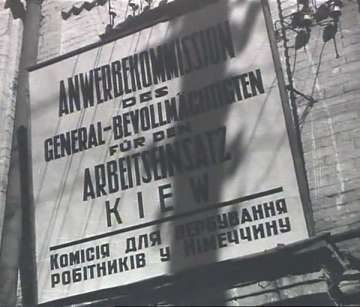 ANWERBEKOMMISSION
DES
GENERAL-BEVOLLMÄCHTIGTEN
FÜR DEN
ARBEITSEINSATZ
KIEW
КОМІСІЯ ДЛЯ ВЕРБУВАННЯ
РОБІТНИКІВ У НІМЕЧЧИНУ